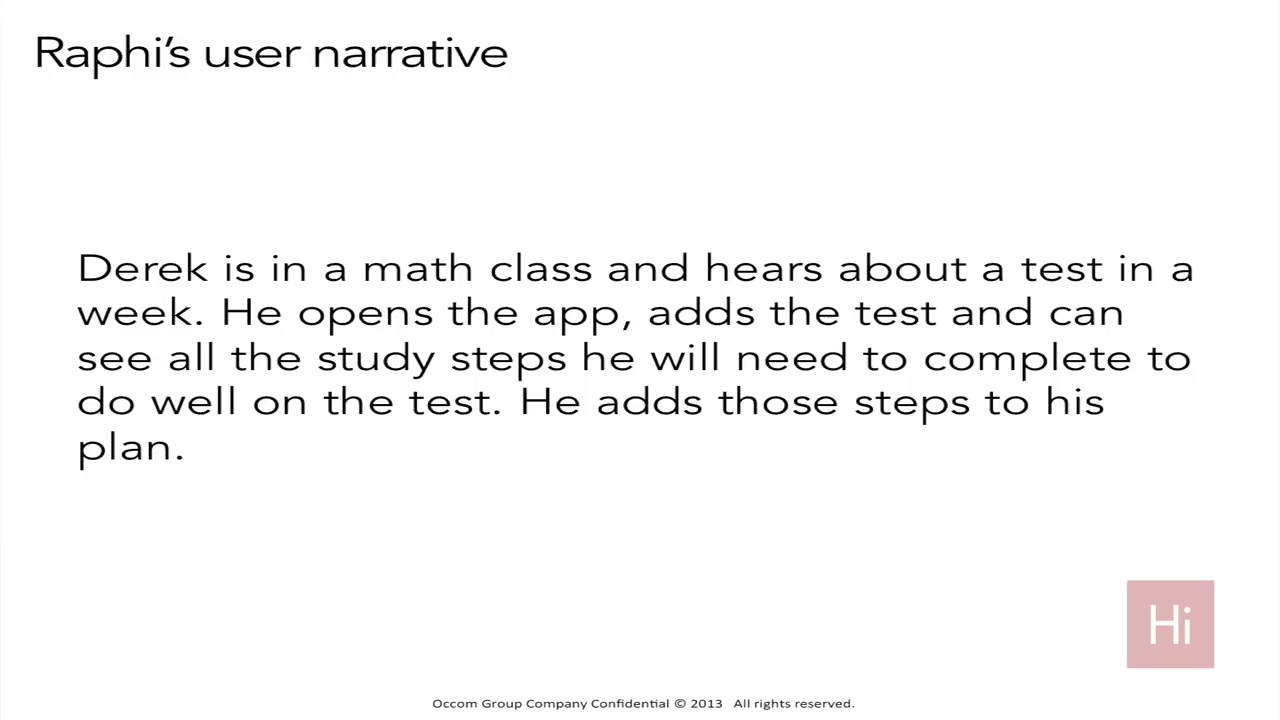 Raphi’s user narrative
Derek is in a math class and hears about a test in a
week. He opens the app, adds the test and can
see all the study steps he will need to complete to
do well on the test. He adds those steps to his
plan.
Hi
Occom Group Company Confidential © 2013 All rights reserved.